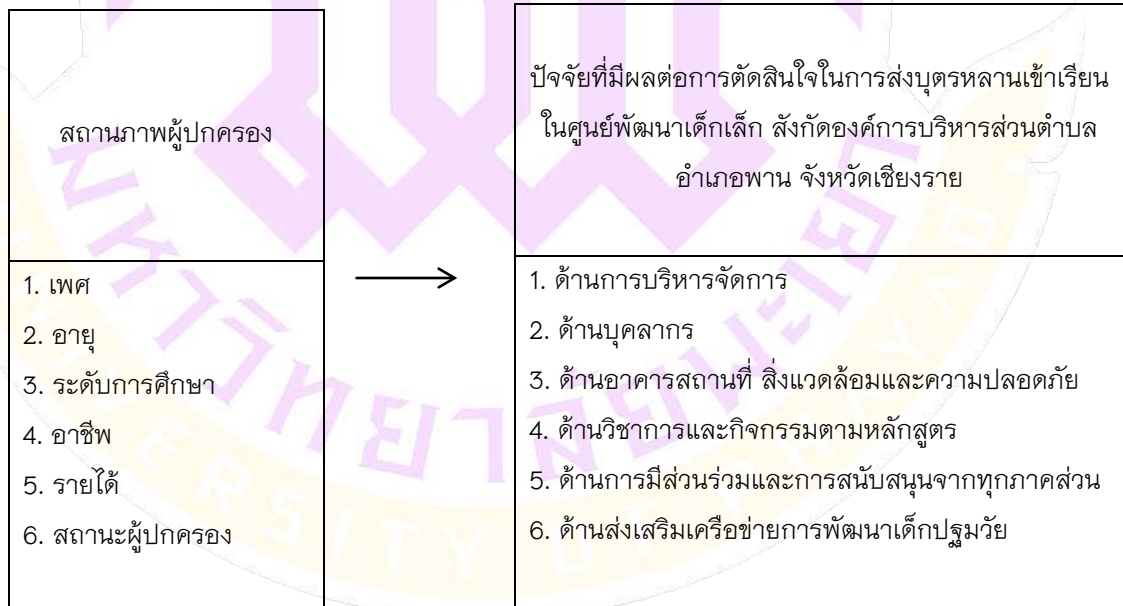 สถานภาพผู้ปกครอง
1. เพศ
2. อายุ
3. ระดับการศึกษา
4. อาชีพ
5. รายได้
6. สถานะผู้ปกครอง
ปัจจัยที่มีผลต่อการตัดสินใจในการส่งบุตรหลานเข้าเรียน
ในศูนย์พัฒนาเด็กเล็ก สังกัดองค์การบริหารส่วนตำบล
อำเภอพาน จังหวัดเชียงราย
1. ด้านการบริหารจัดการ
2. ด้านบุคลากร
3. ด้านอาคารสถานที่ สิ่งแวดล้อมและความปลอดภัย
4. ด้านวิชาการและกิจกรรมตามหลักสูตร
5. ด้านการมีส่วนร่วมและการสนับสนุนจากทุกภาคส่วน
6. ด้านส่งเสริมเครือข่ายการพัฒนาเด็กปฐมวัย